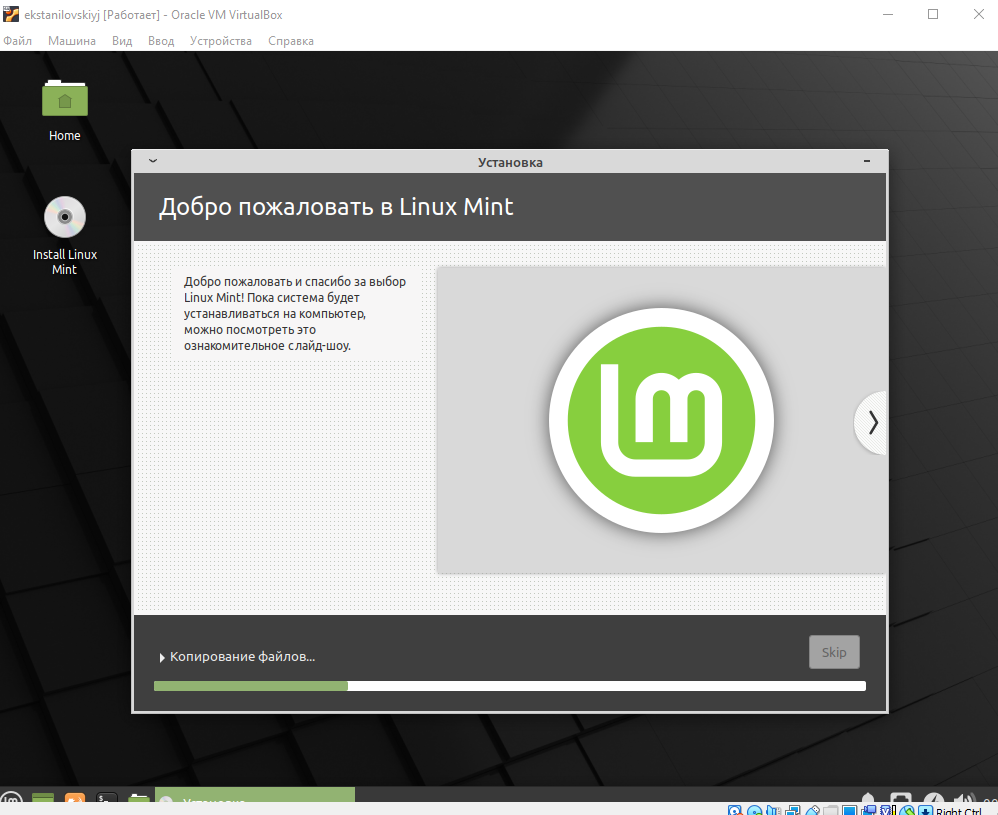 ekstanilovskiyj [Работает] - Oracle VM VirtualBox
Файл Машина Вид Ввод Устройства Справка
Home
Install Linux
Mint
Установка
Добро пожаловать в Linux Mint
Добро пожаловать и спасибо за выбор
Linux Mint! Пока система будет
устанавливаться на компьютер,
можно посмотреть это
ознакомительное слайд-шоу.
Копирование файлов...
Skip
Установка
Right Ctrl